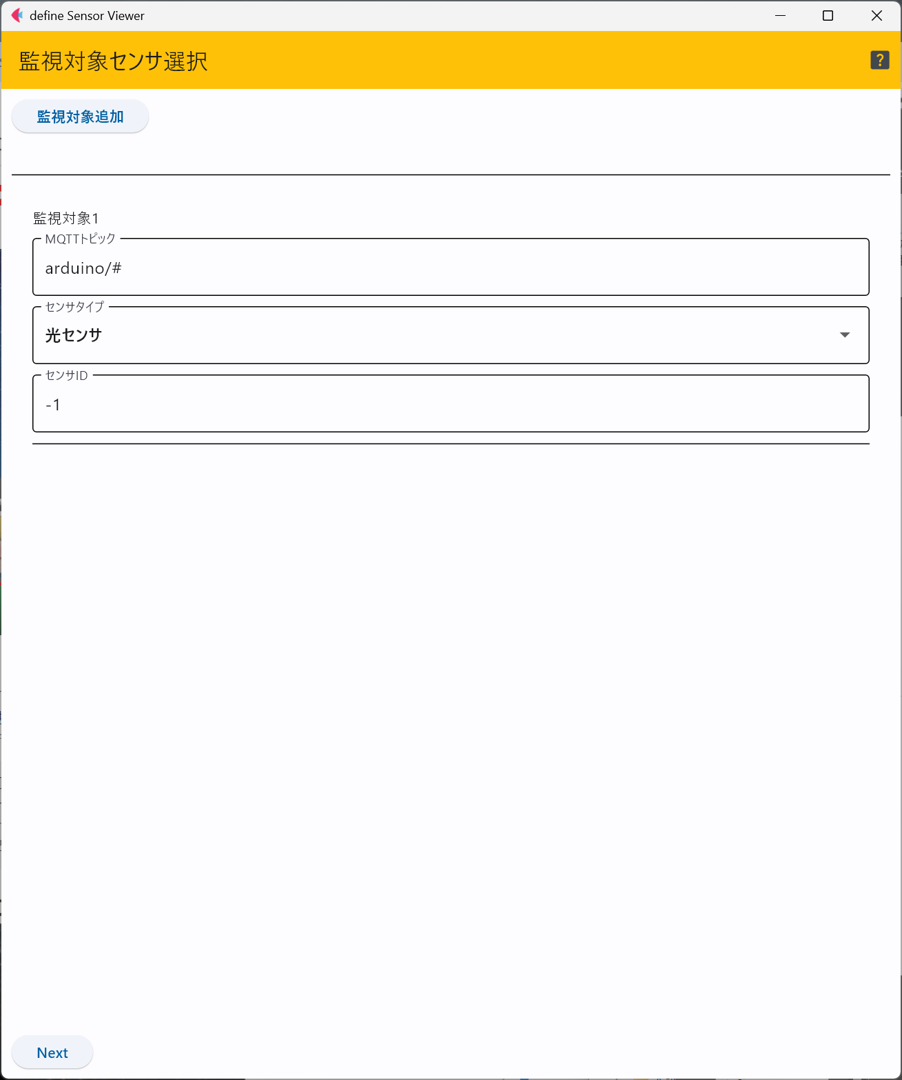 define Sensor Viewer
監視対象センサ選択
?
監視対象追加
監視対象1
MQTTトピック
arduino/#
センサタイプ
光センサ
センサID
-1
Next